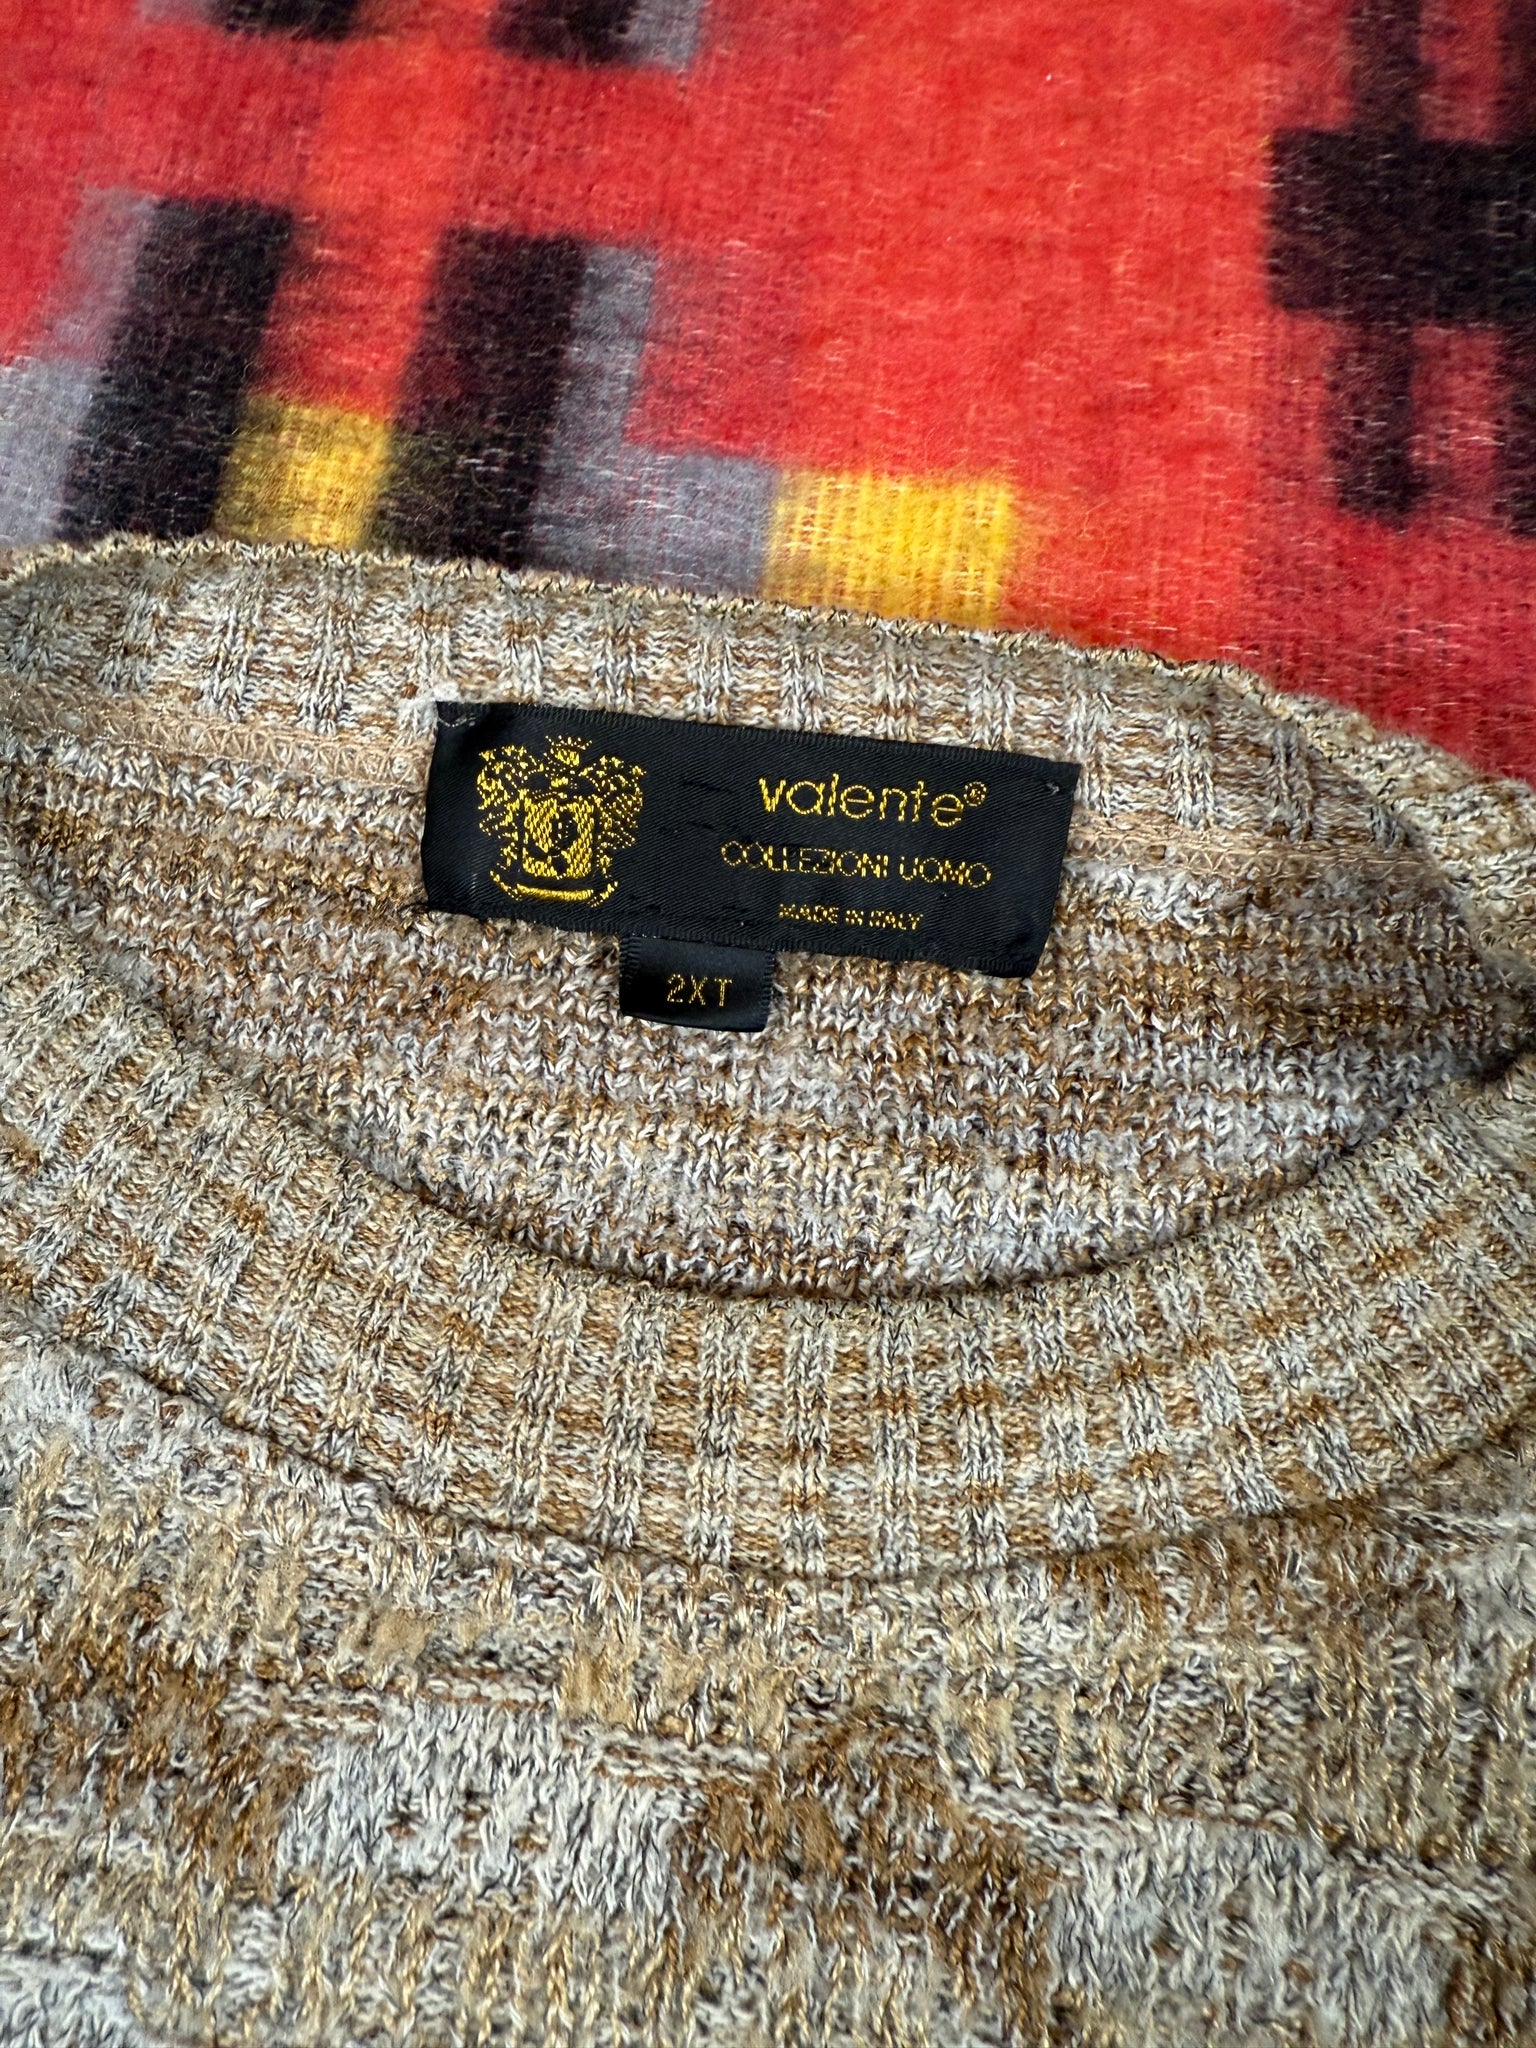 valente®
COLLEZIONI UOMO
MADE IN ITALY
2XT